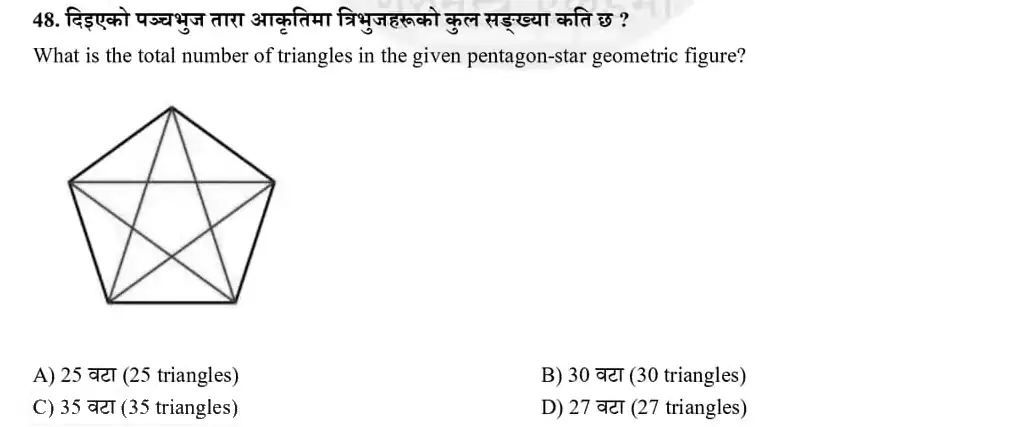 48. दिइएको पञ्चभुज तारा आकृतिमा त्रिभुजहरूको कुल सङ्ख्या कति छ ?
What is the total number of triangles in the given pentagon-star geometric figure?
A) 25 वटा (25 triangles) B) 30 वटा (30 triangles)
C) 35 वटा (35 triangles) D) 27 वटा (27 triangles)